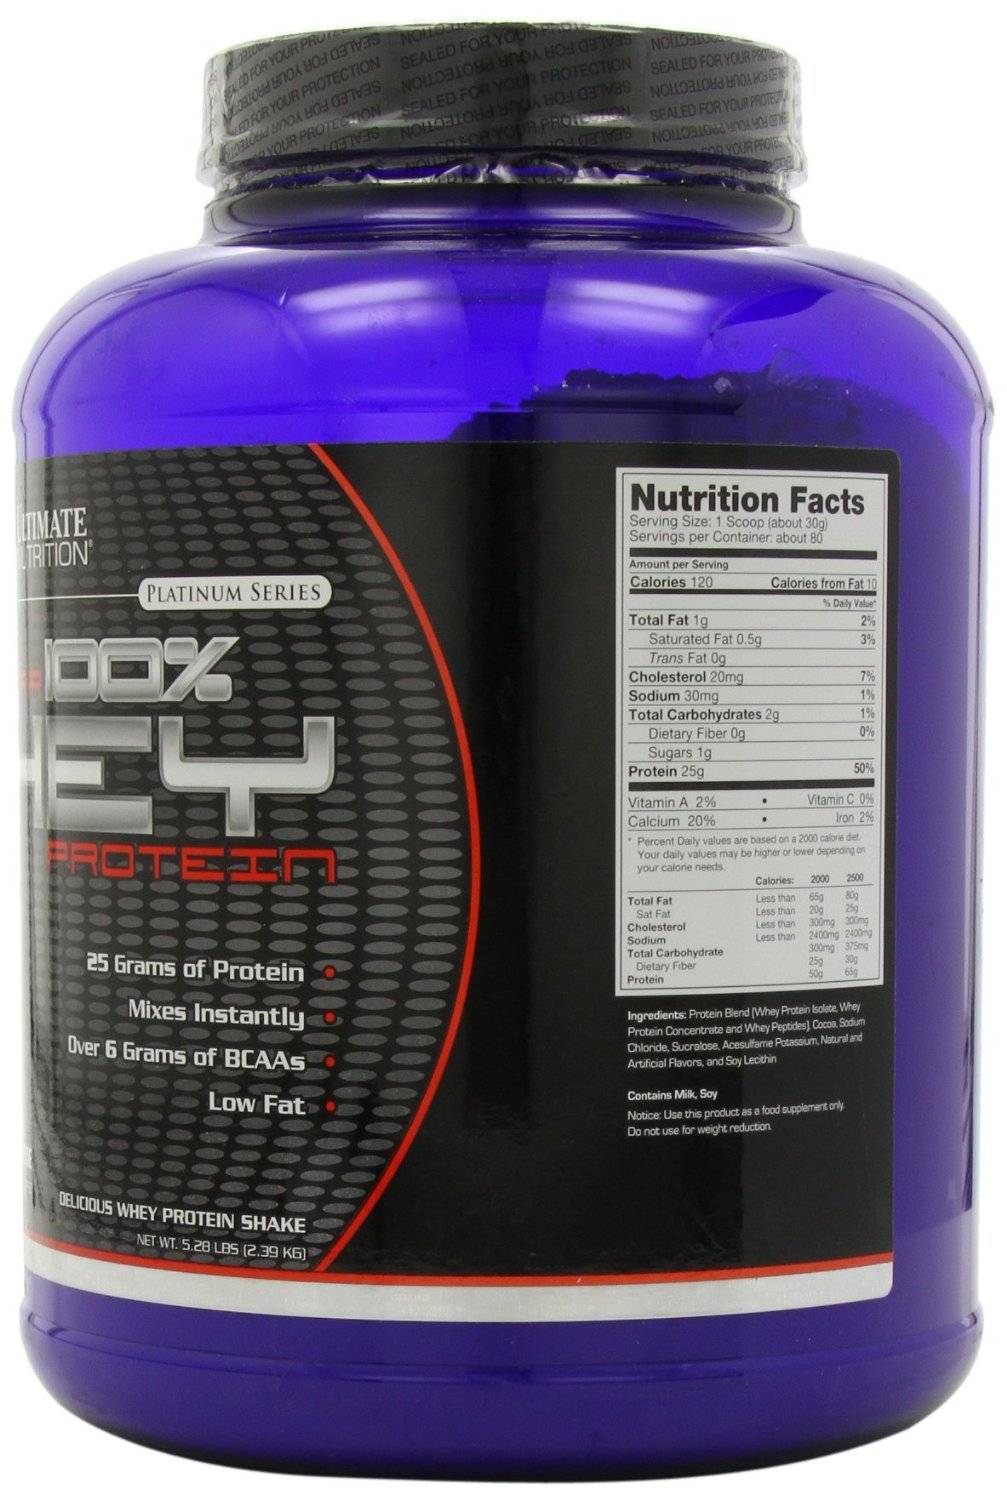 SEALED FOR YOUR PROTECTION
SEALED FOR YOUR PROTECTION
SEALED FOR YOUR PROTECTION
ULTIMATE
TRITION®
PLATINUM SERIES
100%
HEY
PROTEIN
25 Grams of Protein •
Mixes Instantly •
Over 6 Grams of BCAAs •
Low Fat •
DELICIOUS WHEY PROTEIN SHAKE
NET WT. 5.28 LBS (2.39 KG)
Nutrition Facts
Serving Size: 1 Scoop (about 30g)
Servings per Container: about 80
Amount per Serving
Calories 120 Calories from Fat 10
% Daily Value*
Total Fat 1g 2%
Saturated Fat 0.5g 3%
Trans Fat 0g
Cholesterol 20mg 7%
Sodium 30mg 1%
Total Carbohydrates 2g 1%
Dietary Fiber 0g 0%
Sugars 1g
Protein 25g 50%
Vitamin A 2% • Vitamin C 0%
Calcium 20% • Iron 2%
* Percent Daily values are based on a 2000 calorie diet.
Your daily values may be higher or lower depending on
your calorie needs.
Calories: 2000 2500
Total Fat Less than 65g 80g
Sat Fat Less than 20g 25g
Cholesterol Less than 300mg 300mg
Sodium Less than 2400mg 2400mg
Total Carbohydrate 300mg 375mg
Dietary Fiber 25g 30g
Protein 50g 65g
Ingredients: Protein Blend (Whey Protein Isolate, Whey
Protein Concentrate and Whey Peptides), Cocoa, Sodium
Chloride, Sucralose, Acesulfame Potassium, Natural and
Artificial Flavors, and Soy Lecithin
Contains Milk, Soy
Notice: Use this product as a food supplement only.
Do not use for weight reduction.